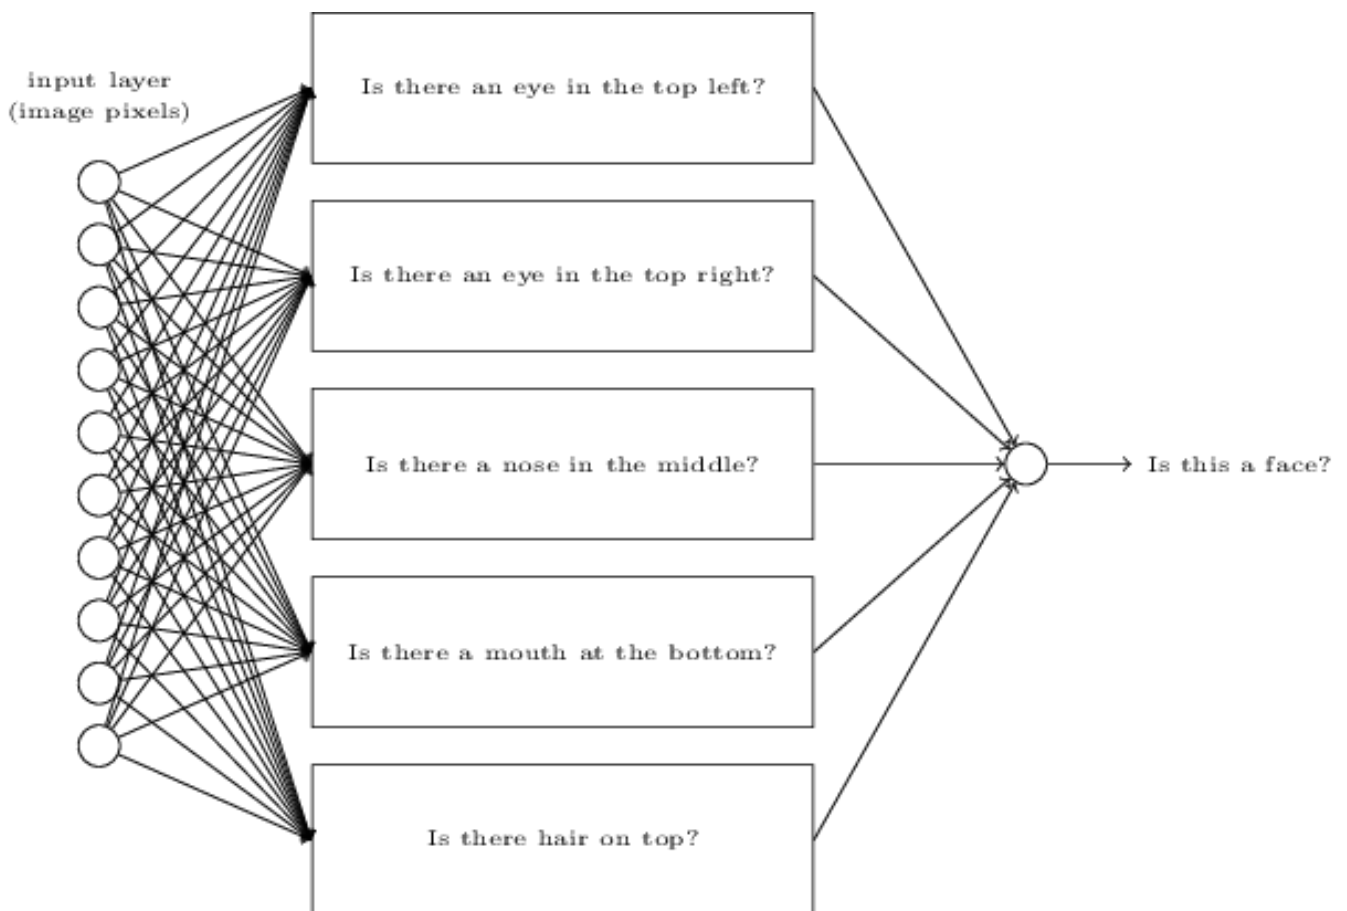 input layer
(image pixels)
Is there an eye in the top left?
Is there an eye in the top right?
Is there a nose in the middle?
Is this a face?
Is there a mouth at the bottom?
Is there hair on top?